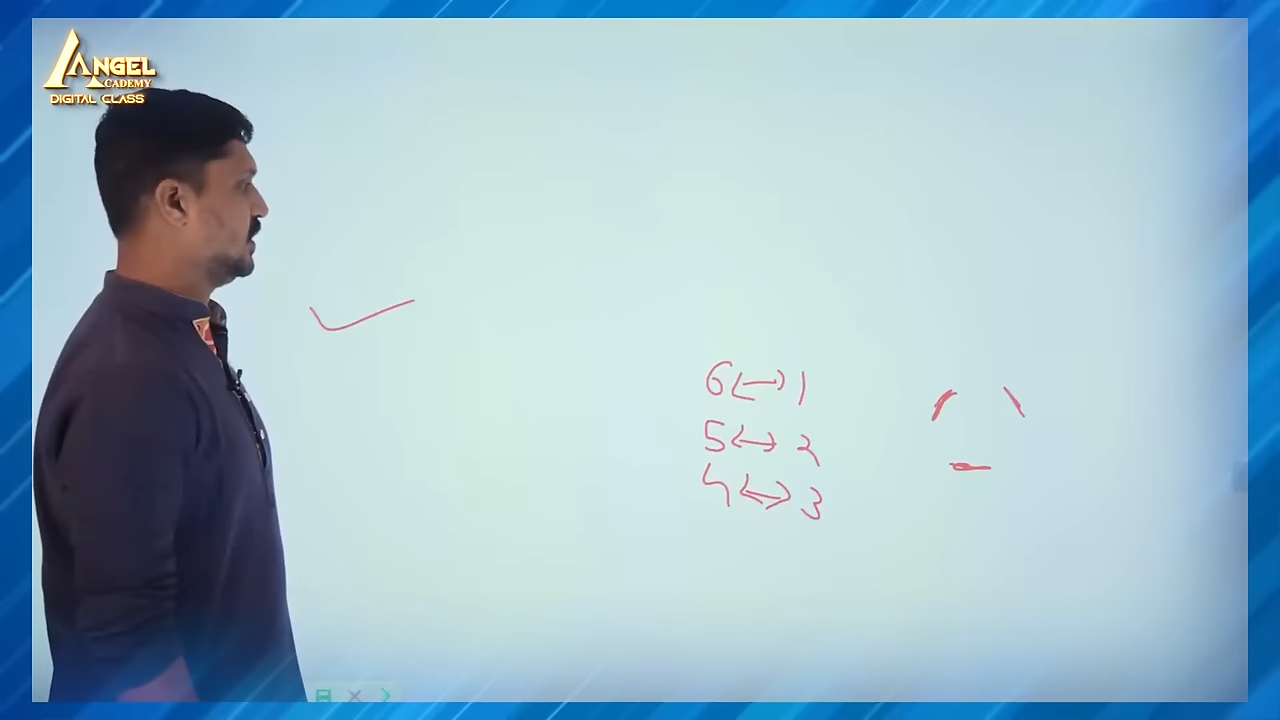 ANGEL
ACADEMY
DIGITAL CLASS
6 ↔ 1
5 ↔ 2
4 ↔ 3